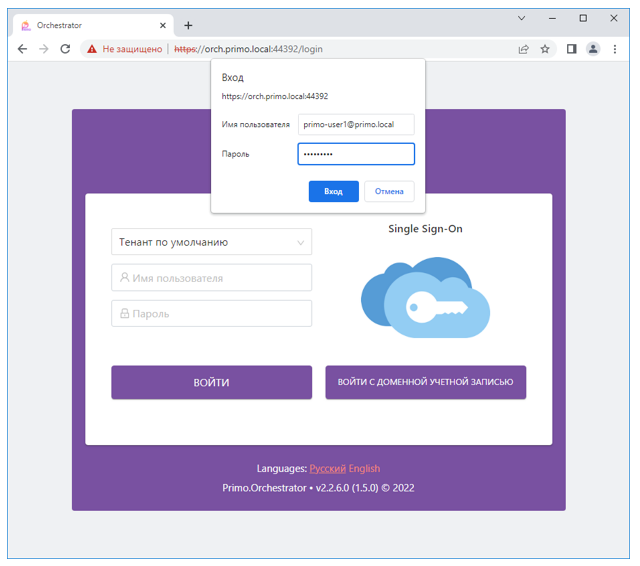 Orchestrator
Не защищено
https://orch.primo.local:44392/login
Вход
https://orch.primo.local:44392
Имя пользователя
primo-user1@primo.local
Пароль
•••••••••
Вход
Отмена
Single Sign-On
Тенант по умолчанию
Имя пользователя
Пароль
ВОЙТИ
ВОЙТИ С ДОМЕННОЙ УЧЕТНОЙ ЗАПИСЬЮ
Languages: Русский English
Primo.Orchestrator • v2.2.6.0 (1.5.0) © 2022